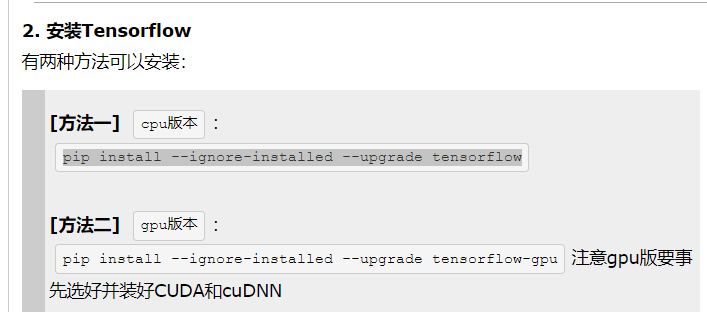 2. 安装Tensorflow
有两种方法可以安装：
[方法一] cpu版本 ：
pip install --ignore-installed --upgrade tensorflow
[方法二] gpu版本 ：
pip install --ignore-installed --upgrade tensorflow-gpu 注意gpu版要事
先选好并装好CUDA和cuDNN